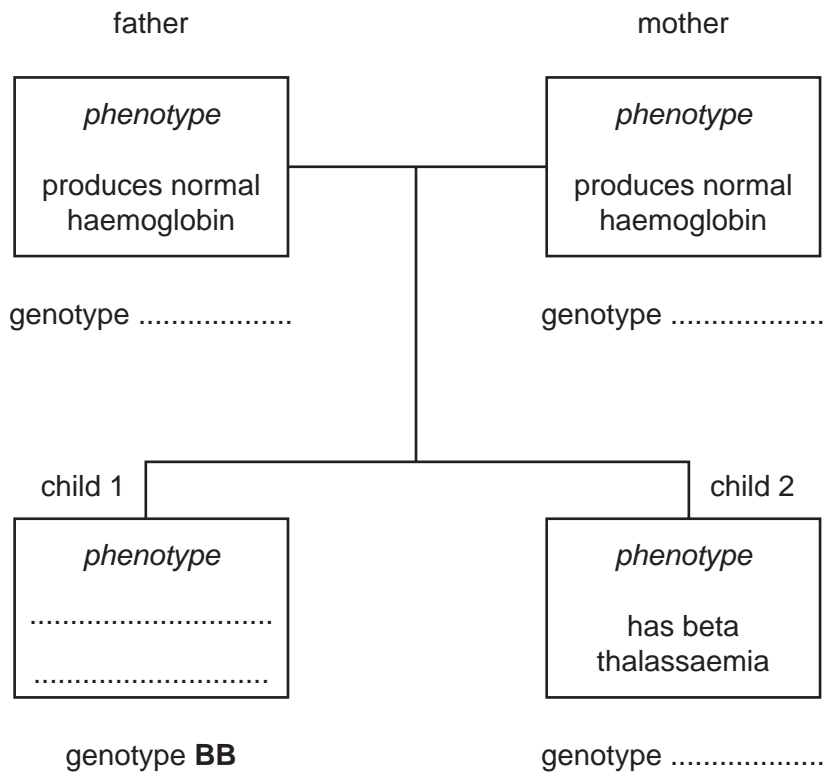 father
mother
phenotype
produces normal
haemoglobin
phenotype
produces normal
haemoglobin
genotype ...................
genotype ...................
child 1
child 2
phenotype
..............................
.............................
phenotype
has beta
thalassaemia
genotype BB
genotype ...................